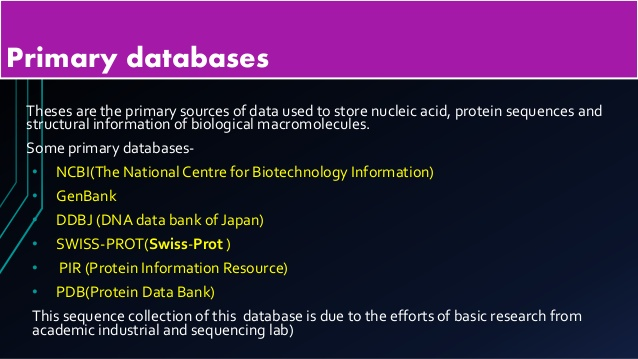 Primary databases
Theses are the primary sources of data used to store nucleic acid, protein sequences and
structural information of biological macromolecules.
Some primary databases-
• NCBI(The National Centre for Biotechnology Information)
• GenBank
• DDBJ (DNA data bank of Japan)
• SWISS-PROT(Swiss-Prot )
• PIR (Protein Information Resource)
• PDB(Protein Data Bank)
This sequence collection of this database is due to the efforts of basic research from
academic industrial and sequencing lab)